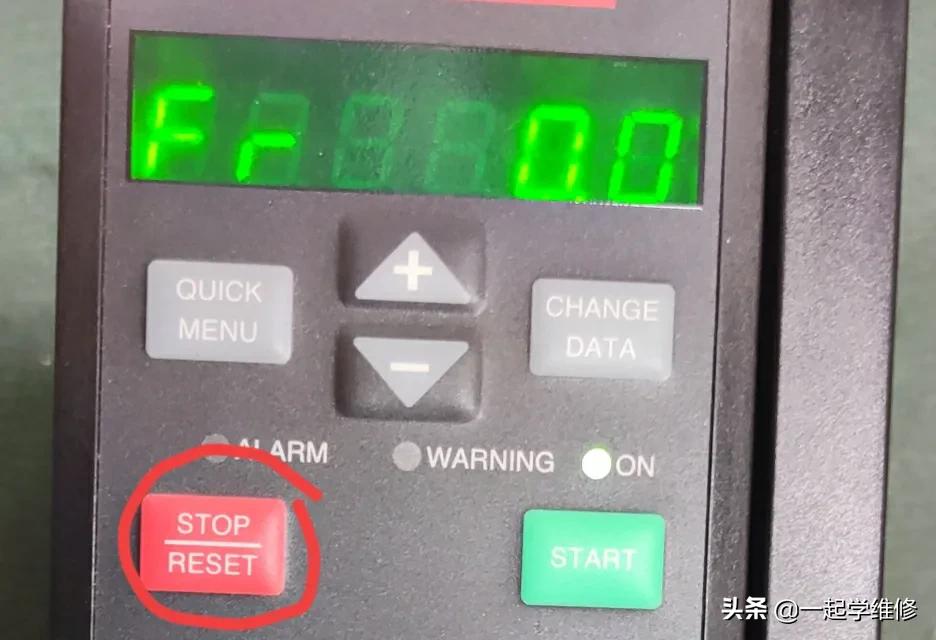 Fr 0.0
QUICK
MENU
+
CHANGE
DATA
-
ALARM
WARNING
ON
STOP
RESET
START
头条 @一起学维修